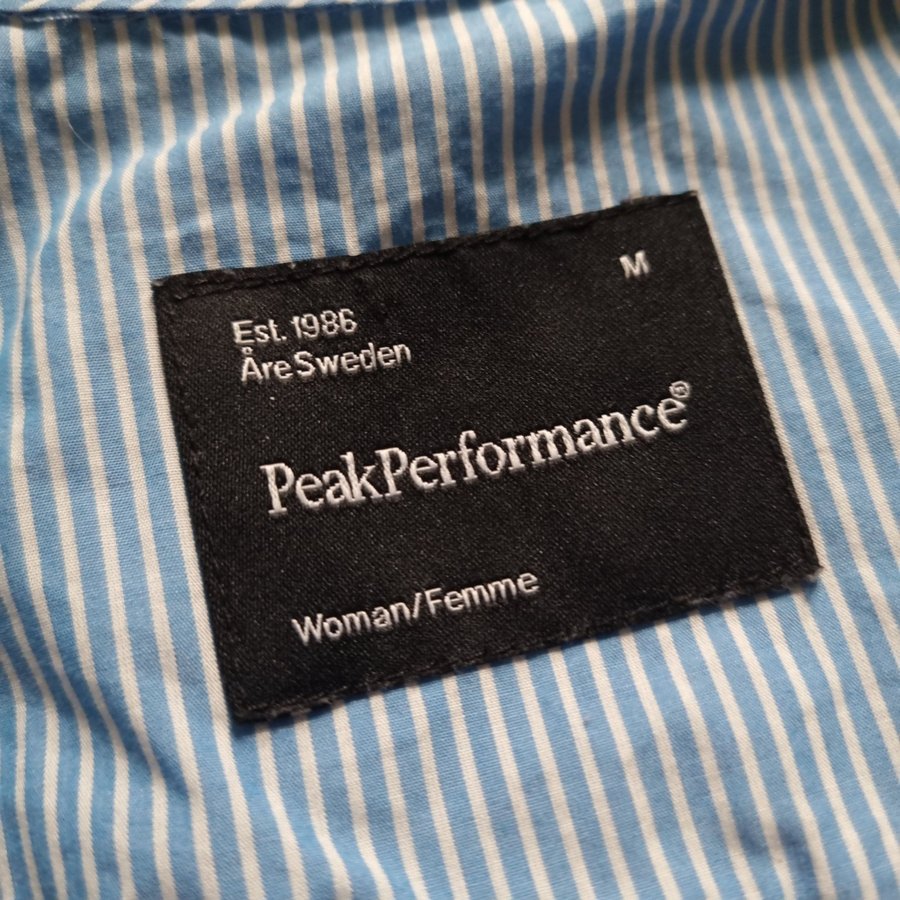 M
Est. 1986
Åre Sweden
PeakPerformance®
Woman/Femme